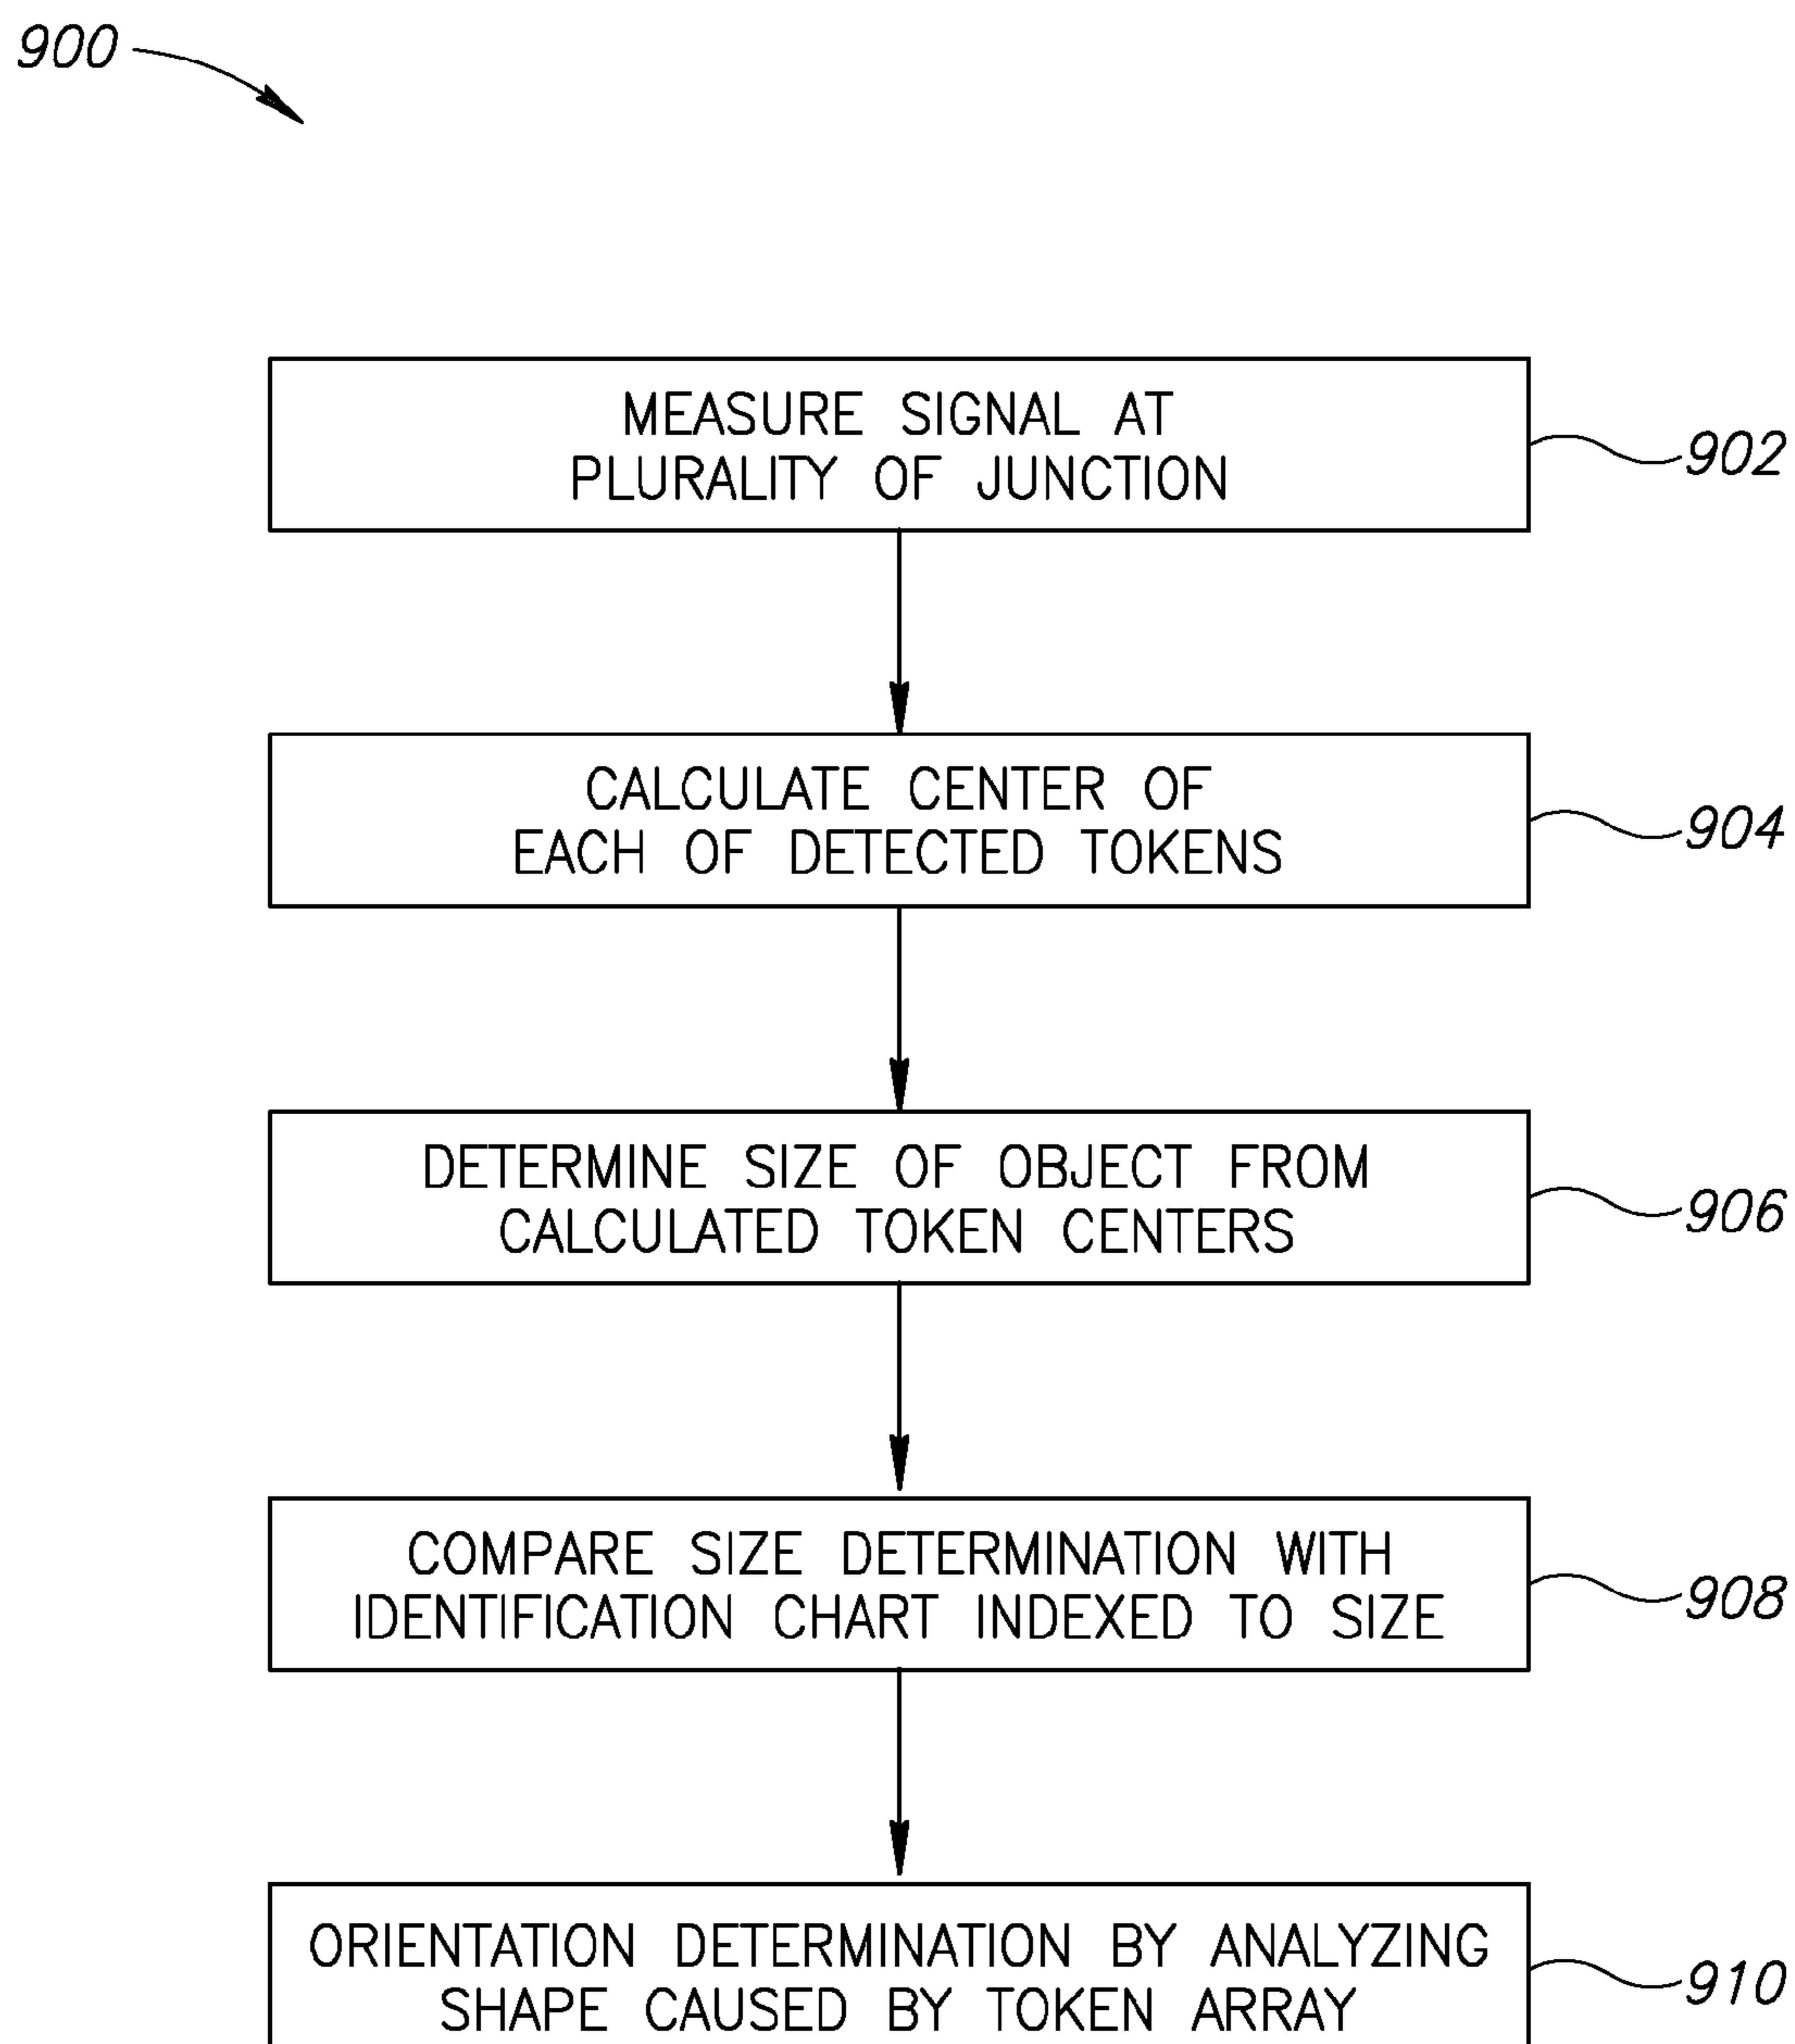 900
MEASURE SIGNAL AT
PLURALITY OF JUNCTION
902
CALCULATE CENTER OF
EACH OF DETECTED TOKENS
904
DETERMINE SIZE OF OBJECT FROM
CALCULATED TOKEN CENTERS
906
COMPARE SIZE DETERMINATION WITH
IDENTIFICATION CHART INDEXED TO SIZE
908
ORIENTATION DETERMINATION BY ANALYZING
SHAPE CAUSED BY TOKEN ARRAY
910